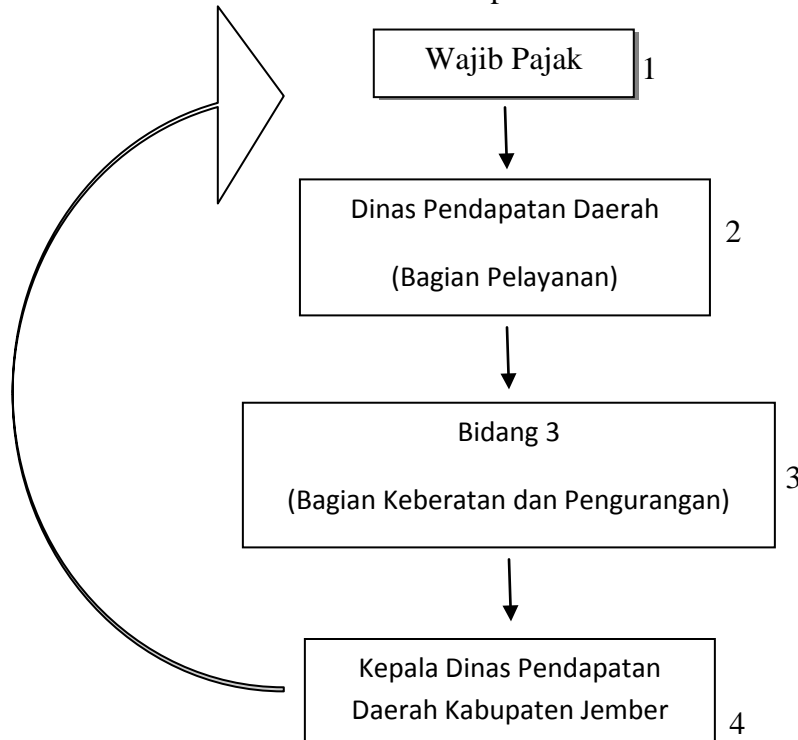 Wajib Pajak
1
Dinas Pendapatan Daerah
2
(Bagian Pelayanan)
Bidang 3
3
(Bagian Keberatan dan Pengurangan)
Kepala Dinas Pendapatan
Daerah Kabupaten Jember
4